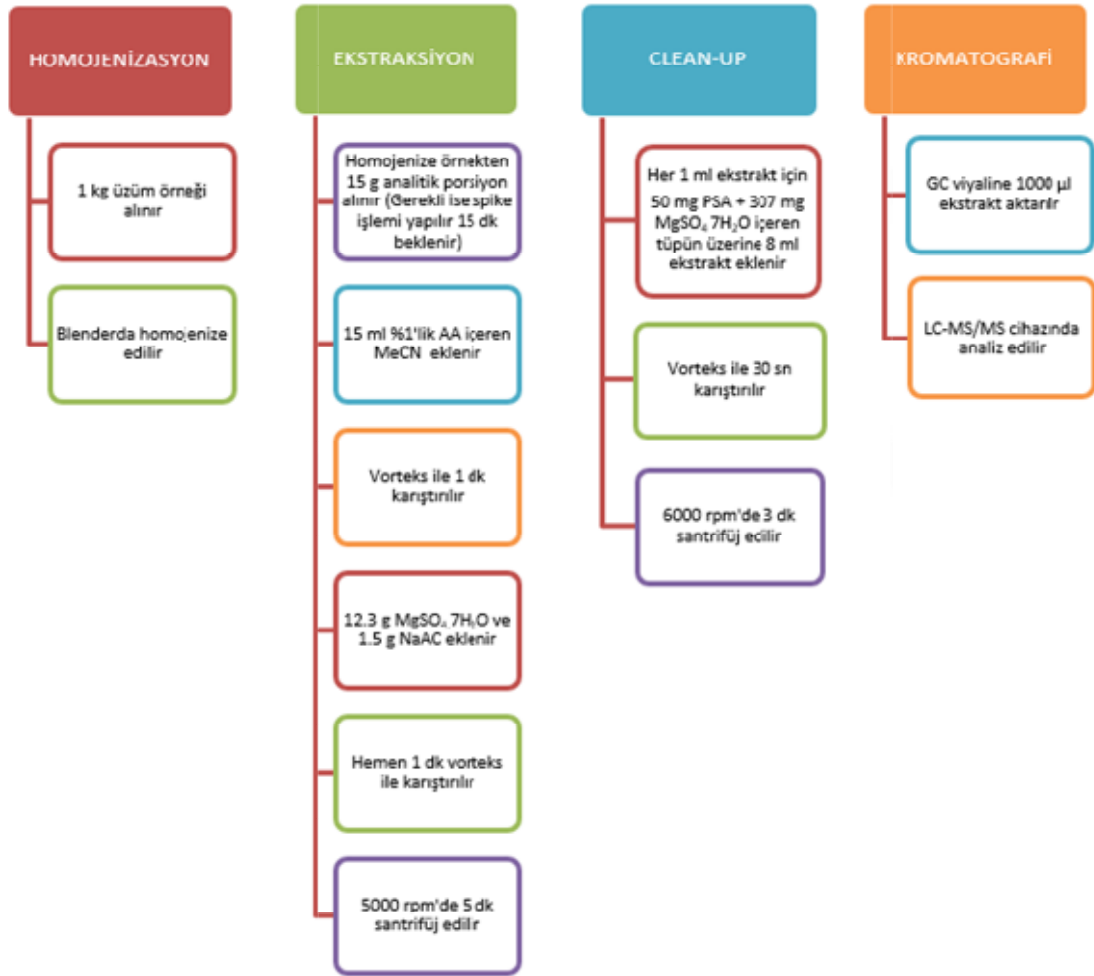 HOMOJENİZASYON
1 kg üzüm örneği
alınır
Blenderda homojenize
edilir
EKSTRAKSİYON
Homojenize örnekten
15 g analitik porsiyon
alınır (Gerekli ise spike
işlemi yapılır 15 dk
beklenir)
15 ml %1'lik AA içeren
MeCN eklenir
Vorteks ile 1 dk
karıştırılır
12.3 g MgSO₄ 7H₂O ve
1.5 g NaAC eklenir
Hemen 1 dk vorteks
ile karıştırılır
5000 rpm'de 5 dk
santrifüj edilir
CLEAN-UP
Her 1 ml ekstrakt için
50 mg PSA + 307 mg
MgSO₄ 7H₂O içeren
tüpün üzerine 8 ml
ekstrakt eklenir
Vorteks ile 30 sn
karıştırılır
6000 rpm'de 3 dk
santrifüj edilir
KROMATOGRAFİ
GC viyaline 1000 µl
ekstrakt aktarılır
LC-MS/MS cihazında
analiz edilir